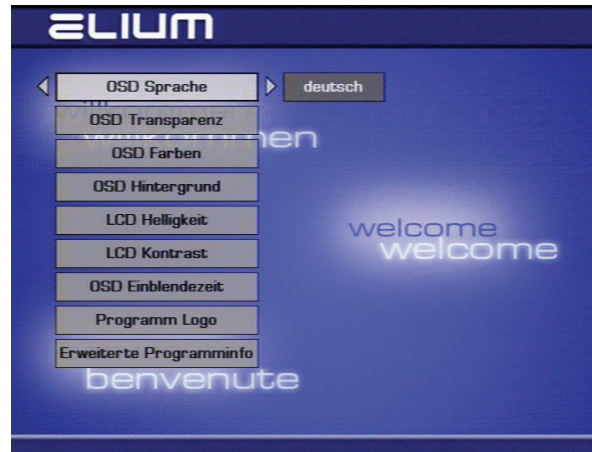 ELIUM
OSD Sprache
deutsch
OSD Transparenz
willkommen
OSD Farben
OSD Hintergrund
LCD Helligkeit
welcome
welcome
LCD Kontrast
OSD Einblendezeit
Programm Logo
Erweiterte Programminfo
benvenute